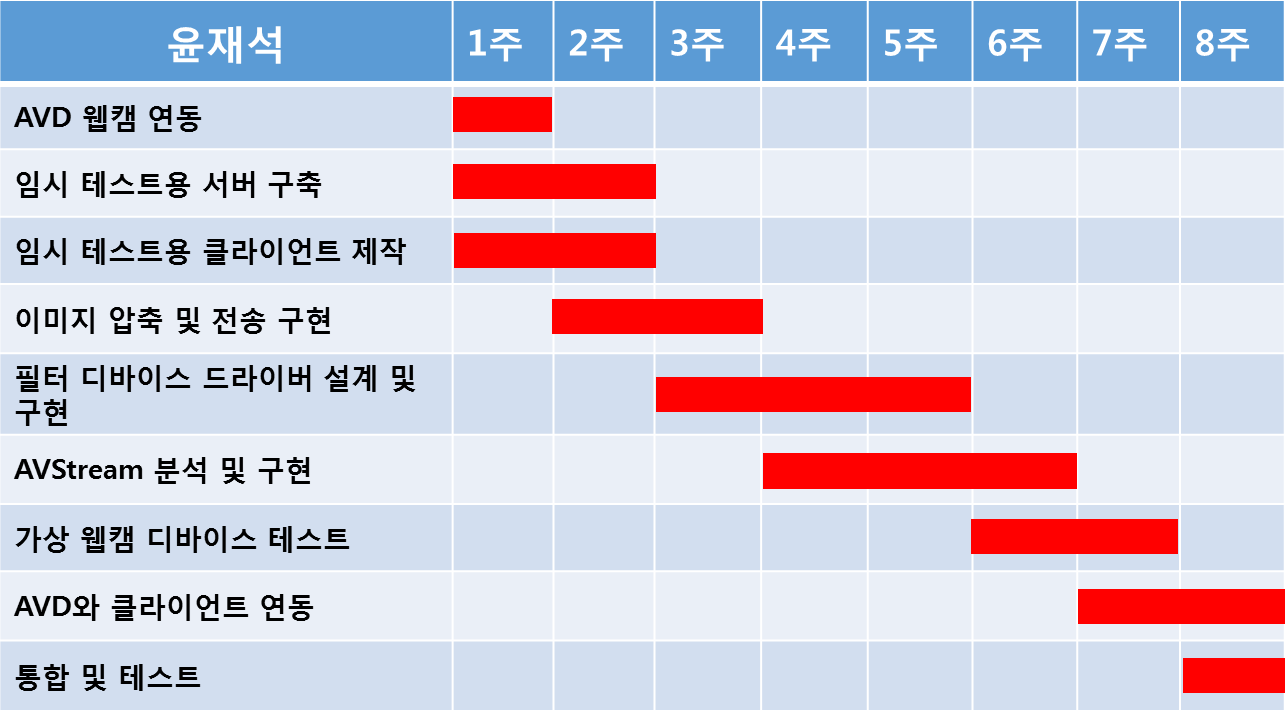 윤재석 1주 2주 3주 4주 5주 6주 7주 8주
AVD 웹캠 연동
임시 테스트용 서버 구축
임시 테스트용 클라이언트 제작
이미지 압축 및 전송 구현
필터 디바이스 드라이버 설계 및
구현
AVStream 분석 및 구현
가상 웹캠 디바이스 테스트
AVD와 클라이언트 연동
통합 및 테스트